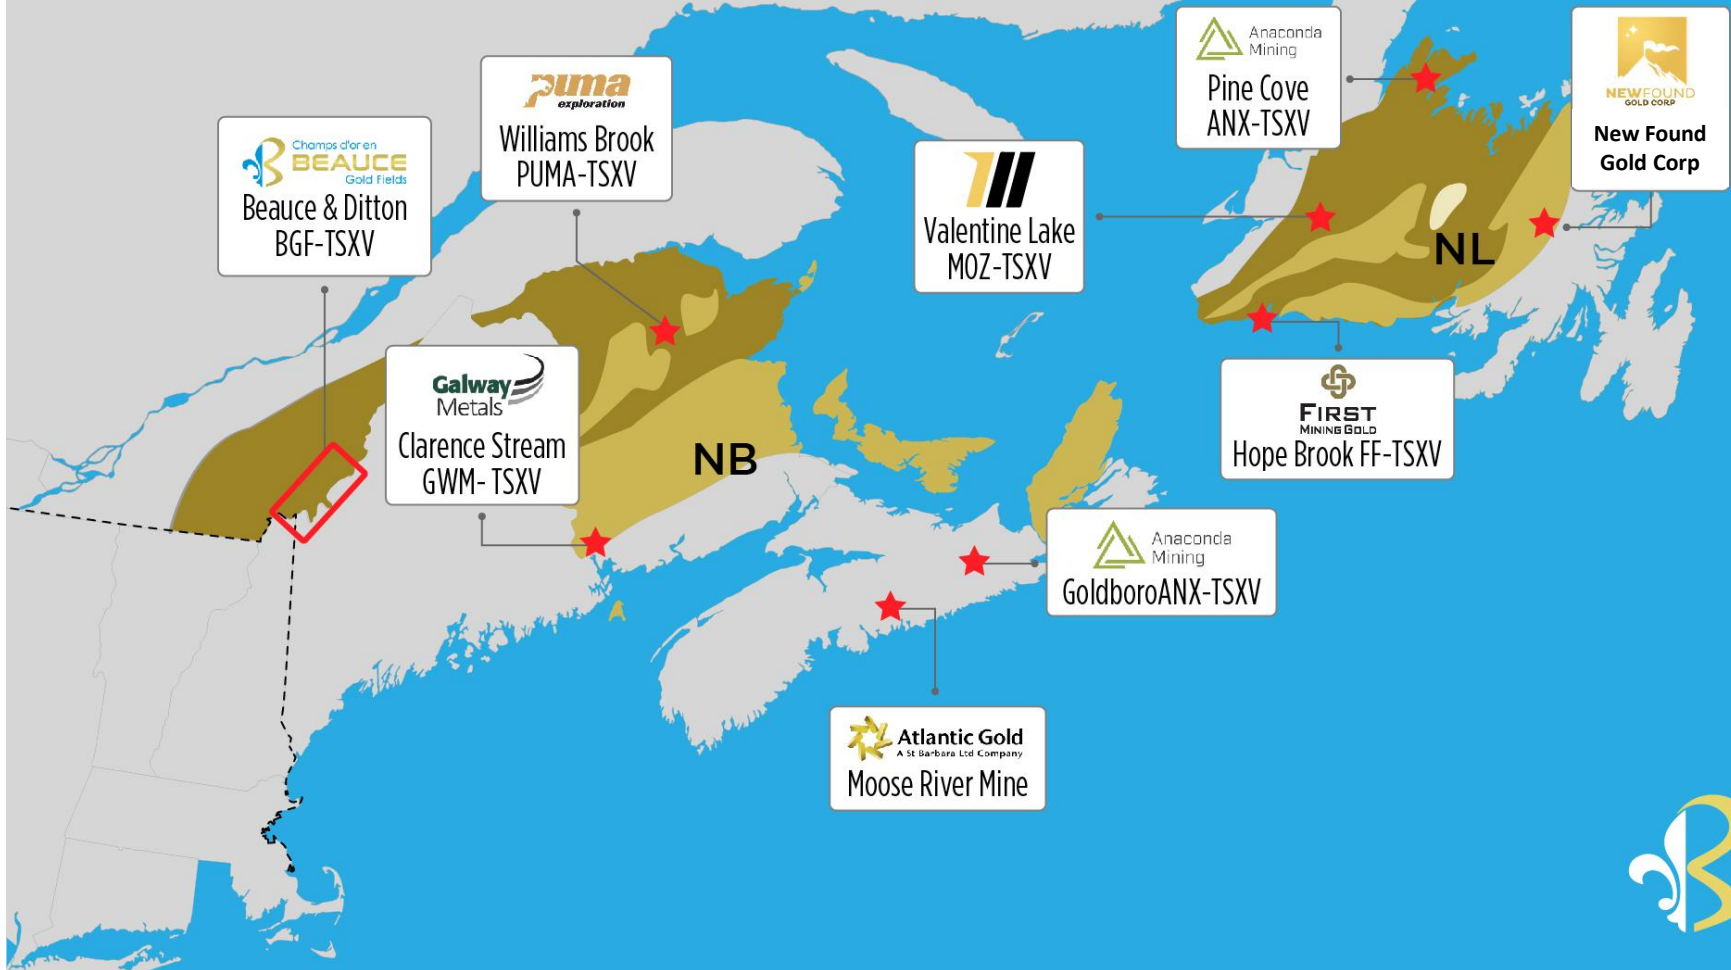 Champs d'or en
BEAUCE
Gold Fields
Beauce & Ditton
BGF-TSXV
puma
exploration
Williams Brook
PUMA-TSXV
Galway
Metals
Clarence Stream
GWM- TSXV
NB
Valentine Lake
MOZ-TSXV
Anaconda
Mining
Pine Cove
ANX-TSXV
NEWFOUND
GOLD CORP
New Found
Gold Corp
NL
FIRST
MINING GOLD
Hope Brook FF-TSXV
Anaconda
Mining
GoldboroANX-TSXV
Atlantic Gold
A St Barbara Ltd Company
Moose River Mine